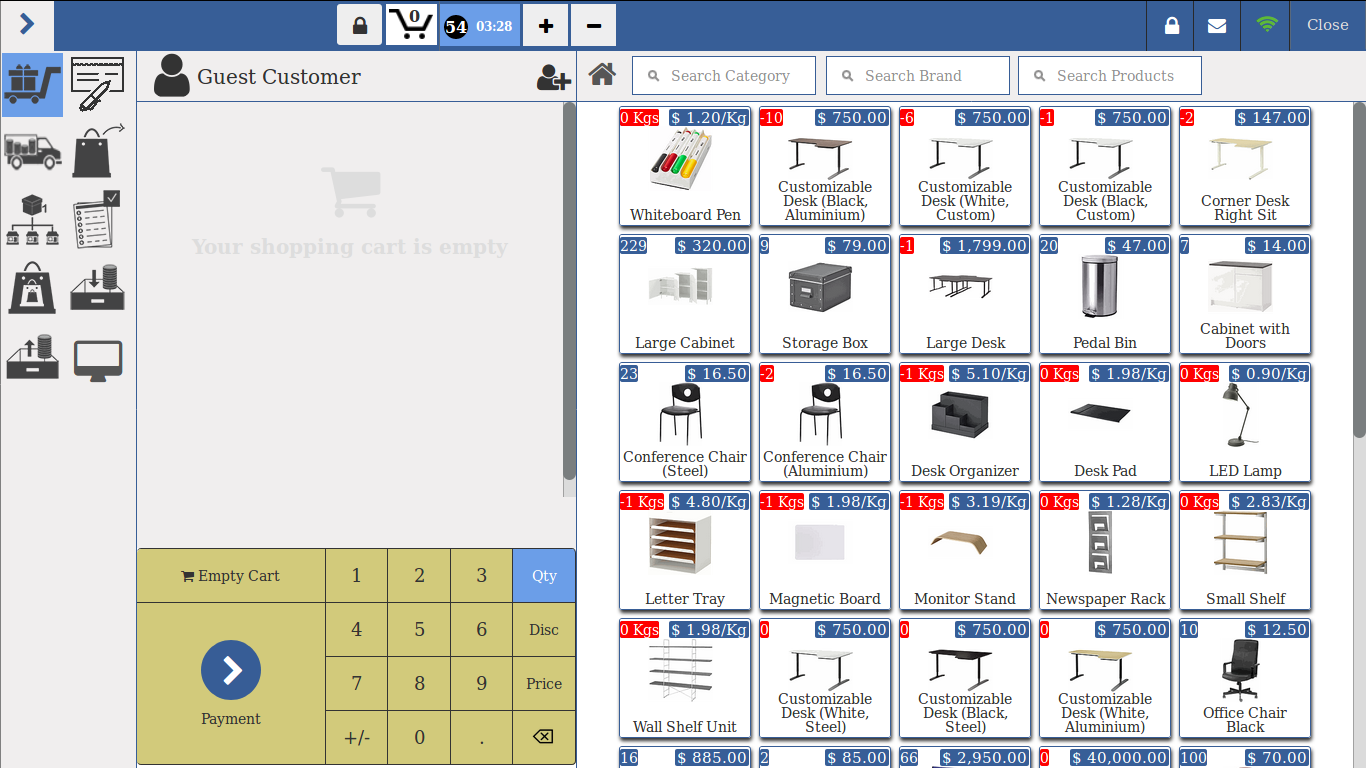 0
54 03:28
+
-
Close
Guest Customer
Search Category
Search Brand
Search Products
1
Your shopping cart is empty
Empty Cart
1 2 3 Qty
4 5 6 Disc
7 8 9 Price
+/- 0 .
Payment
0 Kgs $ 1.20/Kg
Whiteboard Pen
-10 $ 750.00
Customizable
Desk (Black,
Aluminium)
-6 $ 750.00
Customizable
Desk (White,
Custom)
-1 $ 750.00
Customizable
Desk (Black,
Custom)
-2 $ 147.00
Corner Desk
Right Sit
229 $ 320.00
Large Cabinet
9 $ 79.00
Storage Box
-1 $ 1,799.00
Large Desk
20 $ 47.00
Pedal Bin
7 $ 14.00
Cabinet with
Doors
23 $ 16.50
Conference Chair
(Steel)
-2 $ 16.50
Conference Chair
(Aluminium)
-1 Kgs $ 5.10/Kg
Desk Organizer
0 Kgs $ 1.98/Kg
Desk Pad
0 Kgs $ 0.90/Kg
LED Lamp
-1 Kgs $ 4.80/Kg
Letter Tray
-1 Kgs $ 1.98/Kg
Magnetic Board
-1 Kgs $ 3.19/Kg
Monitor Stand
0 Kgs $ 1.28/Kg
Newspaper Rack
0 Kgs $ 2.83/Kg
Small Shelf
0 Kgs $ 1.98/Kg
Wall Shelf Unit
0 $ 750.00
Customizable
Desk (White,
Steel)
0 $ 750.00
Customizable
Desk (Black,
Steel)
0 $ 750.00
Customizable
Desk (White,
Aluminium)
10 $ 12.50
Office Chair
Black
16 $ 885.00
2 $ 85.00
66 $ 2,950.00
0 $ 40,000.00
100 $ 70.00